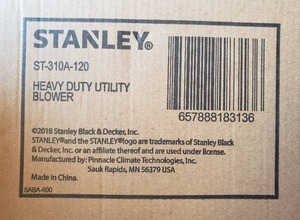 STANLEY®
ST-310A-120
HEAVY DUTY UTILITY
BLOWER
657888183136
©2018 Stanley Black & Decker, Inc.
STANLEY®and the STANLEY®logo are trademarks of Stanley Black
& Decker, Inc. or an affiliate thereof and are used under license.
Manufactured by: Pinnacle Climate Technologies, Inc.
Sauk Rapids, MN 56379 USA
Made in China.
SABA-600